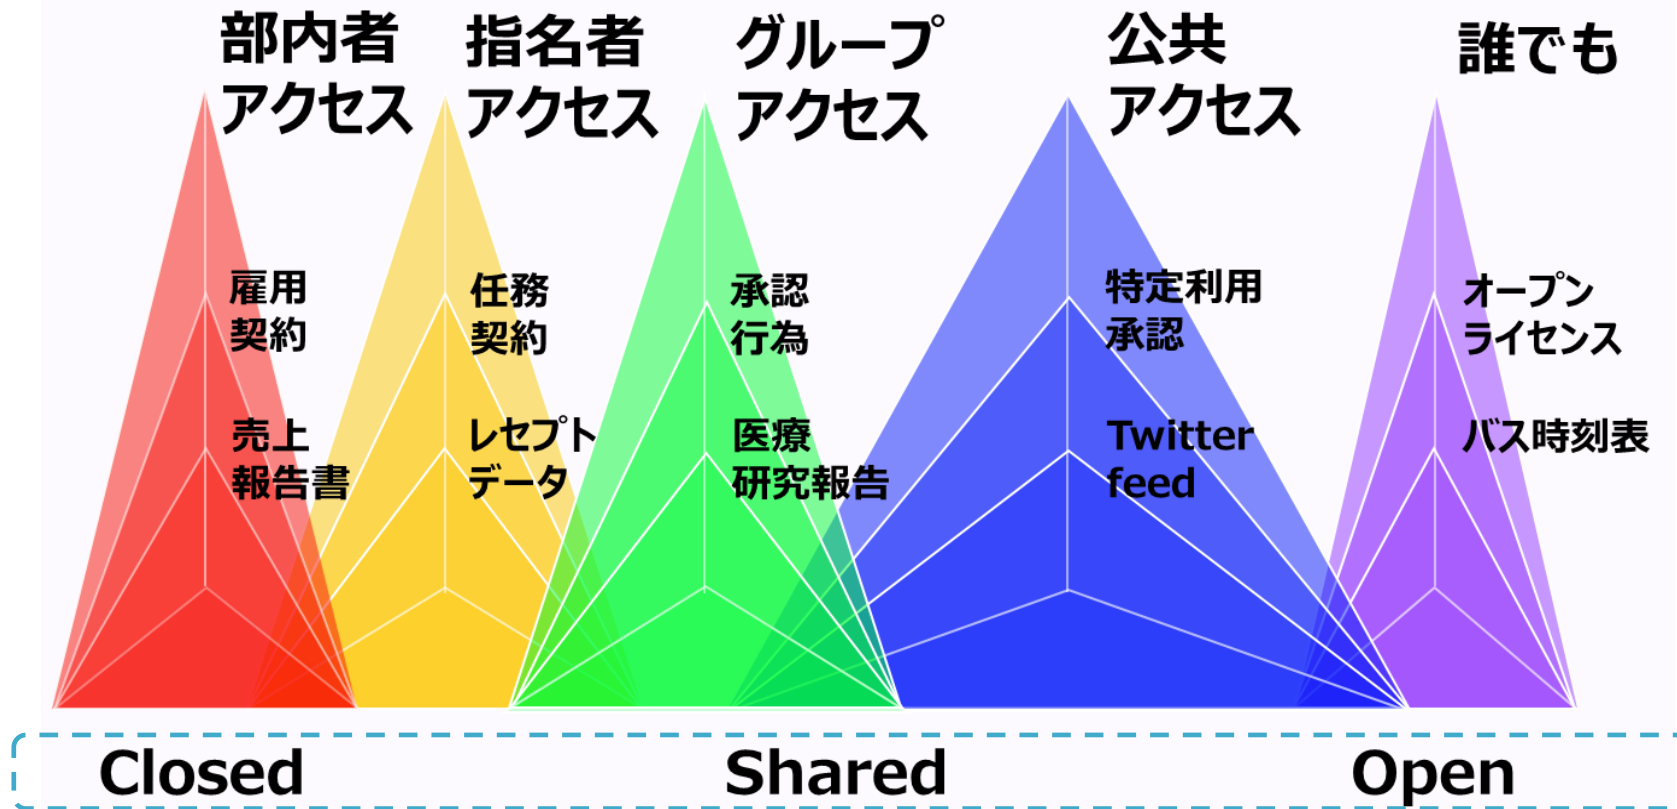 部内者
アクセス
指名者
アクセス
グループ
アクセス
公共
アクセス
誰でも
雇用
契約
任務
契約
承認
行為
特定利用
承認
オープン
ライセンス
売上
報告書
レセプト
データ
医療
研究報告
Twitter
feed
バス時刻表
Closed
Shared
Open